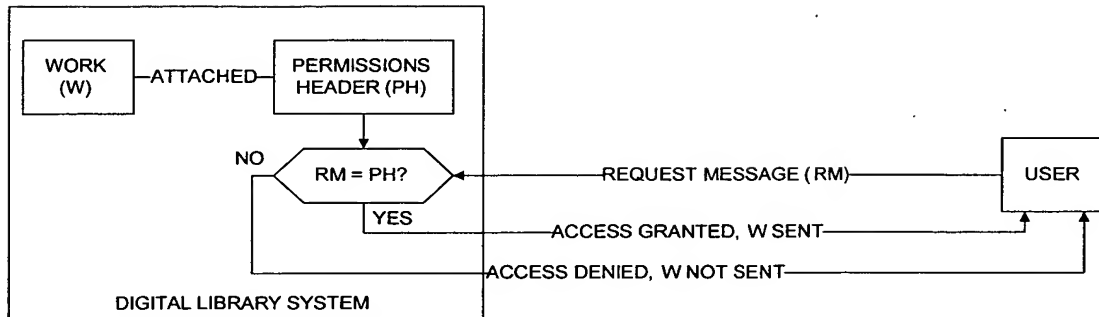 WORK
(W)
ATTACHED
PERMISSIONS
HEADER (PH)
NO
RM = PH?
REQUEST MESSAGE (RM)
USER
YES
ACCESS GRANTED, W SENT
ACCESS DENIED, W NOT SENT
DIGITAL LIBRARY SYSTEM